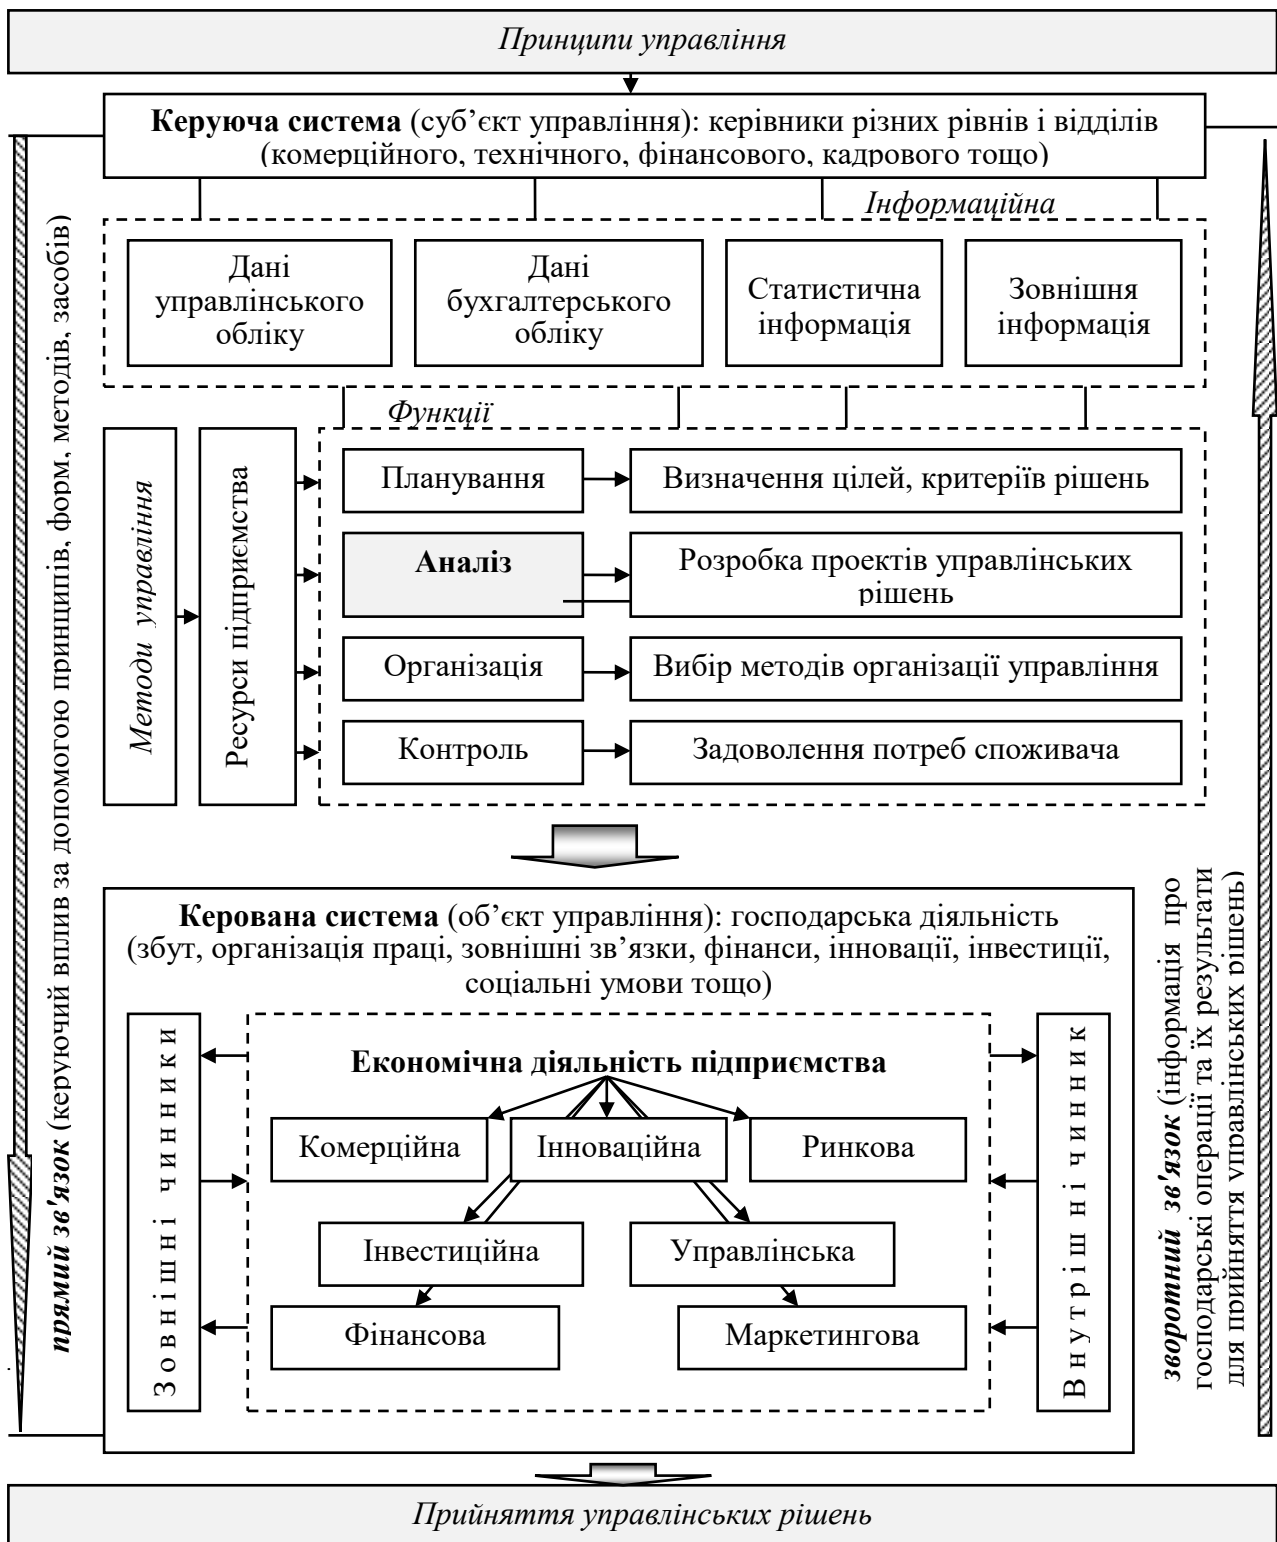 Принципи управління
Керуюча система (суб’єкт управління): керівники різних рівнів і відділів
(комерційного, технічного, фінансового, кадрового тощо)
Інформаційна
Дані
управлінського
обліку
Дані
бухгалтерського
обліку
Статистична
інформація
Зовнішня
інформація
Функції
Методи управління
Ресурси підприємства
Планування
Визначення цілей, критеріїв рішень
Аналіз
Розробка проектів управлінських
рішень
Організація
Вибір методів організації управління
Контроль
Задоволення потреб споживача
прямий зв'язок (керуючий вплив за допомогою принципів, форм, методів, засобів)
зворотний зв'язок (інформація про
господарські операції та їх результати
для прийняття управлінських рішень)
Керована система (об’єкт управління): господарська діяльність
(збут, організація праці, зовнішні зв’язки, фінанси, інновації, інвестиції,
соціальні умови тощо)
Зовнішні чинники
Економічна діяльність підприємства
Комерційна
Інноваційна
Ринкова
Інвестиційна
Управлінська
Фінансова
Маркетингова
Внутріш ні чинник
Прийняття управлінських рішень